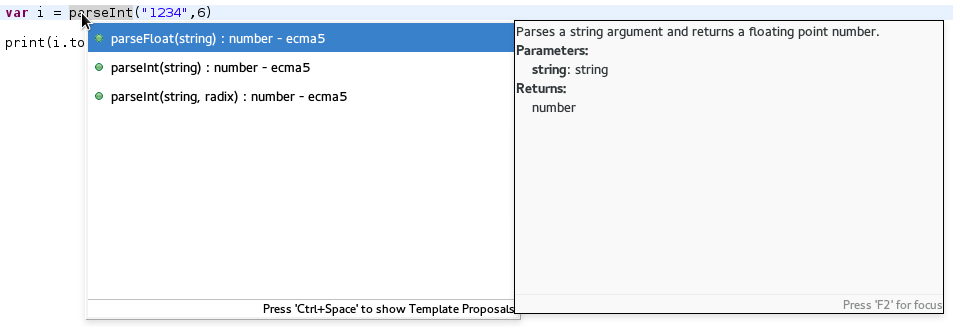 var i = parseInt("1234",6)
print(i.to
parseFloat(string) : number - ecma5
parseInt(string) : number - ecma5
parseInt(string, radix) : number - ecma5
Press 'Ctrl+Space' to show Template Proposals
Parses a string argument and returns a floating point number.
Parameters:
string: string
Returns:
number
Press 'F2' for focus